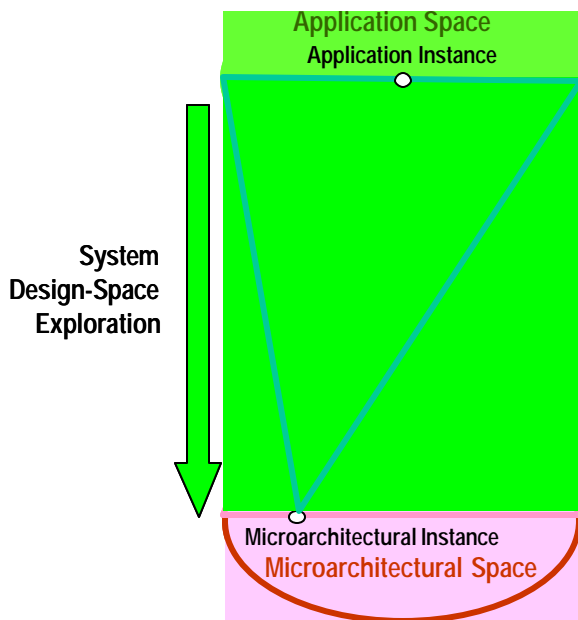 Application Space
Application Instance
System
Design-Space
Exploration
Microarchitectural Instance
Microarchitectural Space